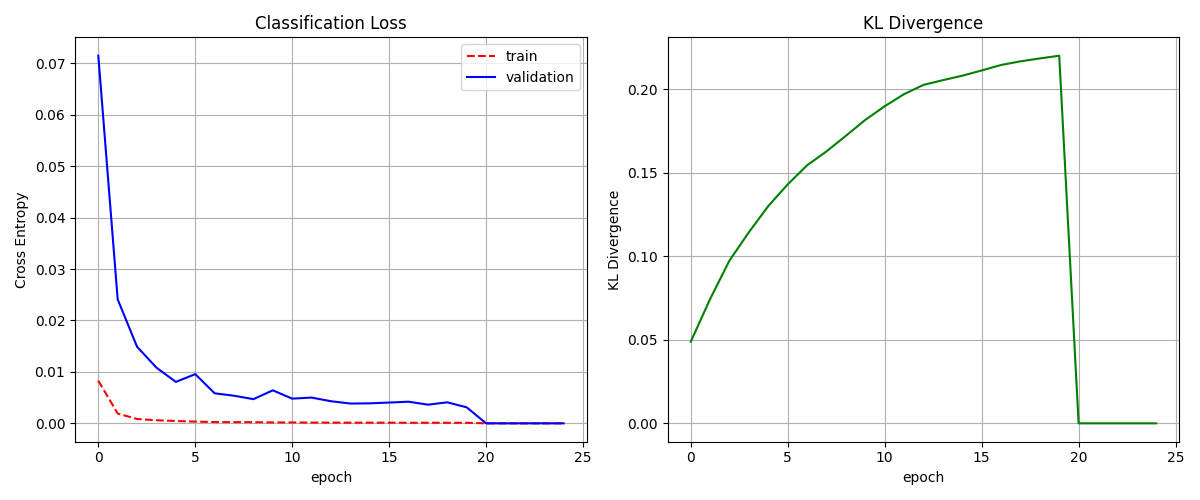 Classification Loss
Cross Entropy
0.07
0.06
0.05
0.04
0.03
0.02
0.01
0.00
0 5 10 15 20 25
epoch
train
validation
KL Divergence
KL Divergence
0.20
0.15
0.10
0.05
0.00
0 5 10 15 20 25
epoch